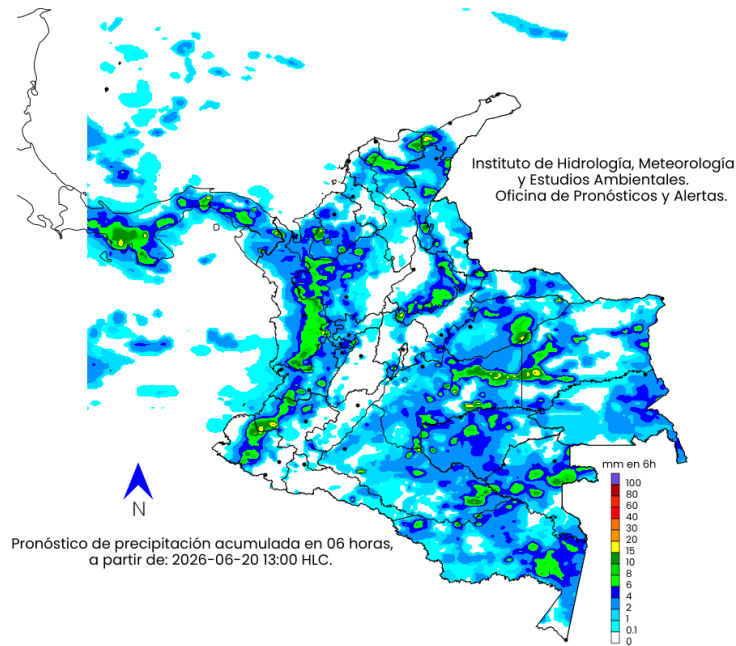 Instituto de Hidrología, Meteorología
y Estudios Ambientales.
Oficina de Pronósticos y Alertas.
mm en 6h
100
80
60
40
30
20
15
10
8
6
4
2
1
0.1
0
N
Pronóstico de precipitación acumulada en 06 horas,
a partir de: 2026-06-20 13:00 HLC.